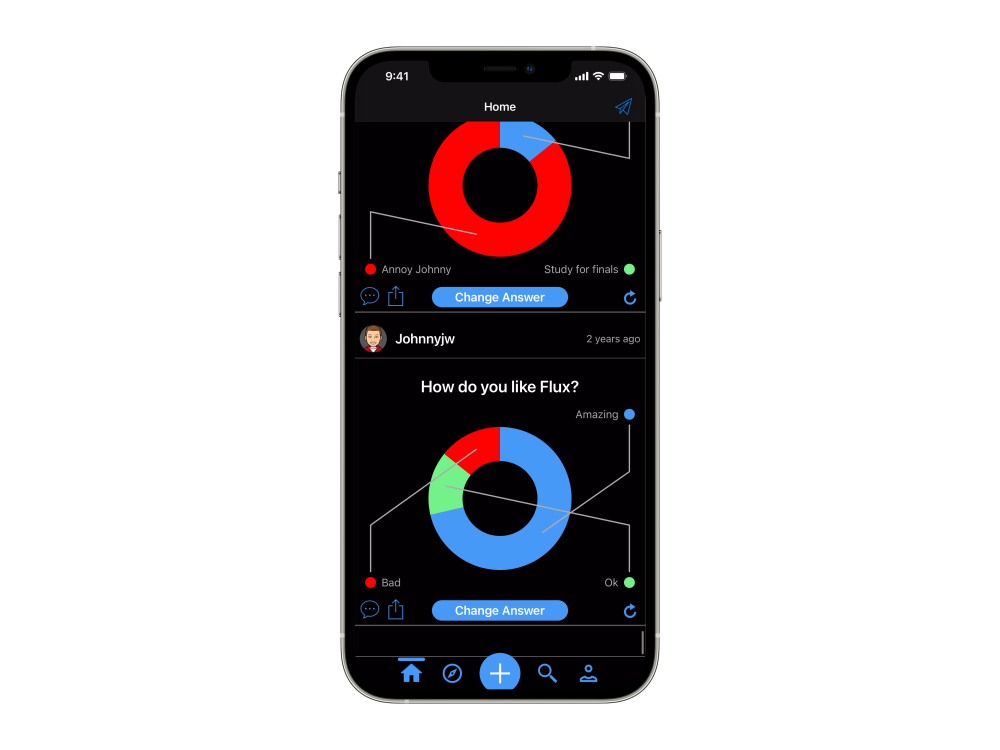 9:41
Home
Annoy Johnny
Study for finals
Change Answer
Johnnyjw
2 years ago
How do you like Flux?
Amazing
Bad
Ok
Change Answer